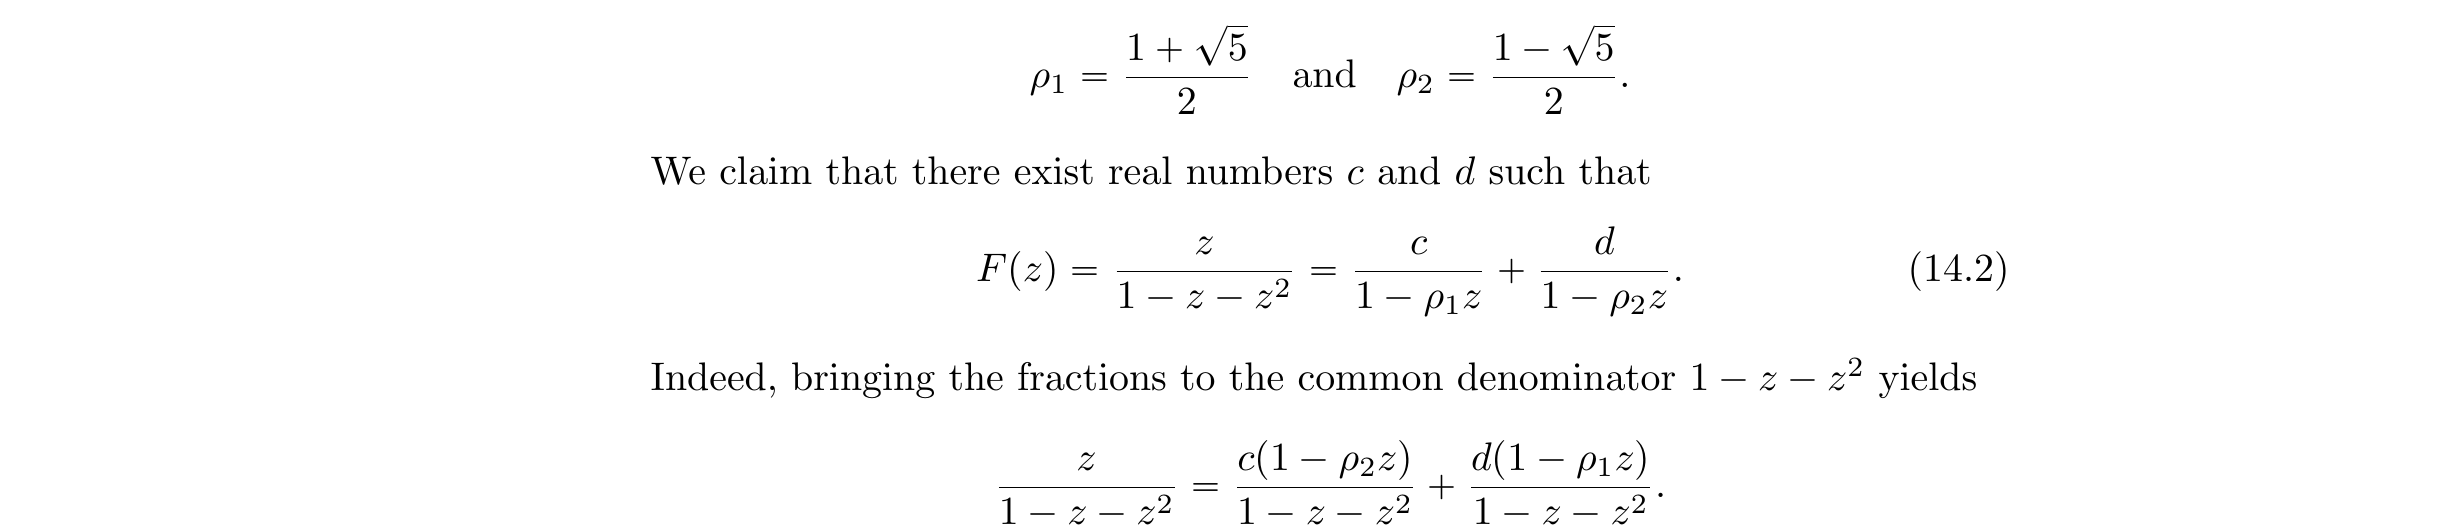 ρ₁ = (1 + √5)/2 and ρ₂ = (1 − √5)/2.
We claim that there exist real numbers c and d such that
F(z) = z/(1 − z − z²) = c/(1 − ρ₁z) + d/(1 − ρ₂z). (14.2)
Indeed, bringing the fractions to the common denominator 1 − z − z² yields
z/(1 − z − z²) = c(1 − ρ₂z)/(1 − z − z²) + d(1 − ρ₁z)/(1 − z − z²).